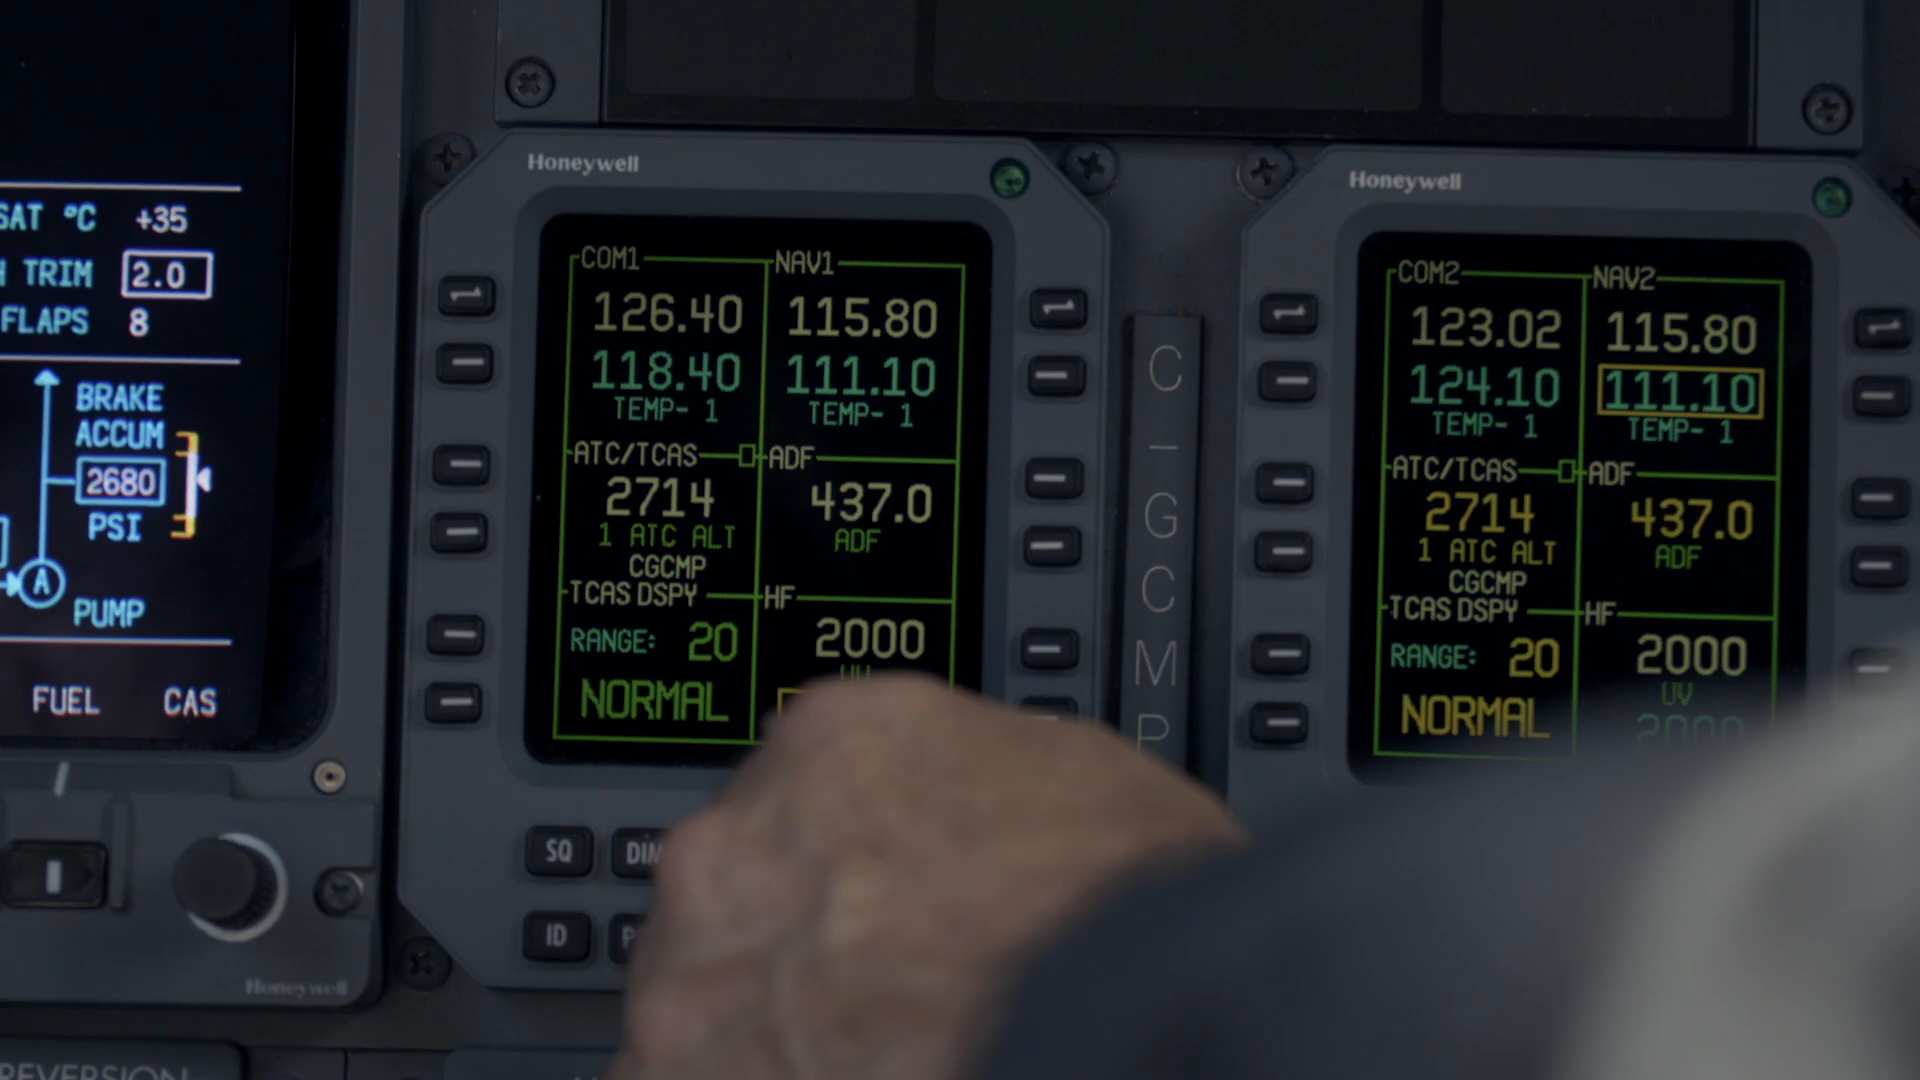 SAT °C +35
TRIM 2.0
FLAPS 8
BRAKE
ACCUM
2680
PSI
A
PUMP
FUEL CAS
Honeywell
REVERSION
Honeywell
COM1 NAV1
126.40 115.80
118.40 111.10
TEMP- 1 TEMP- 1
ATC/TCAS ADF
2714 437.0
1 ATC ALT ADF
CGCMP
TCAS DSPY HF
RANGE: 20 2000
UV
NORMAL
SQ DIM
ID
C-GCMP
Honeywell
COM2 NAV2
123.02 115.80
124.10 111.10
TEMP- 1 TEMP- 1
ATC/TCAS ADF
2714 437.0
1 ATC ALT ADF
CGCMP
TCAS DSPY HF
RANGE: 20 2000
UV
NORMAL 2000